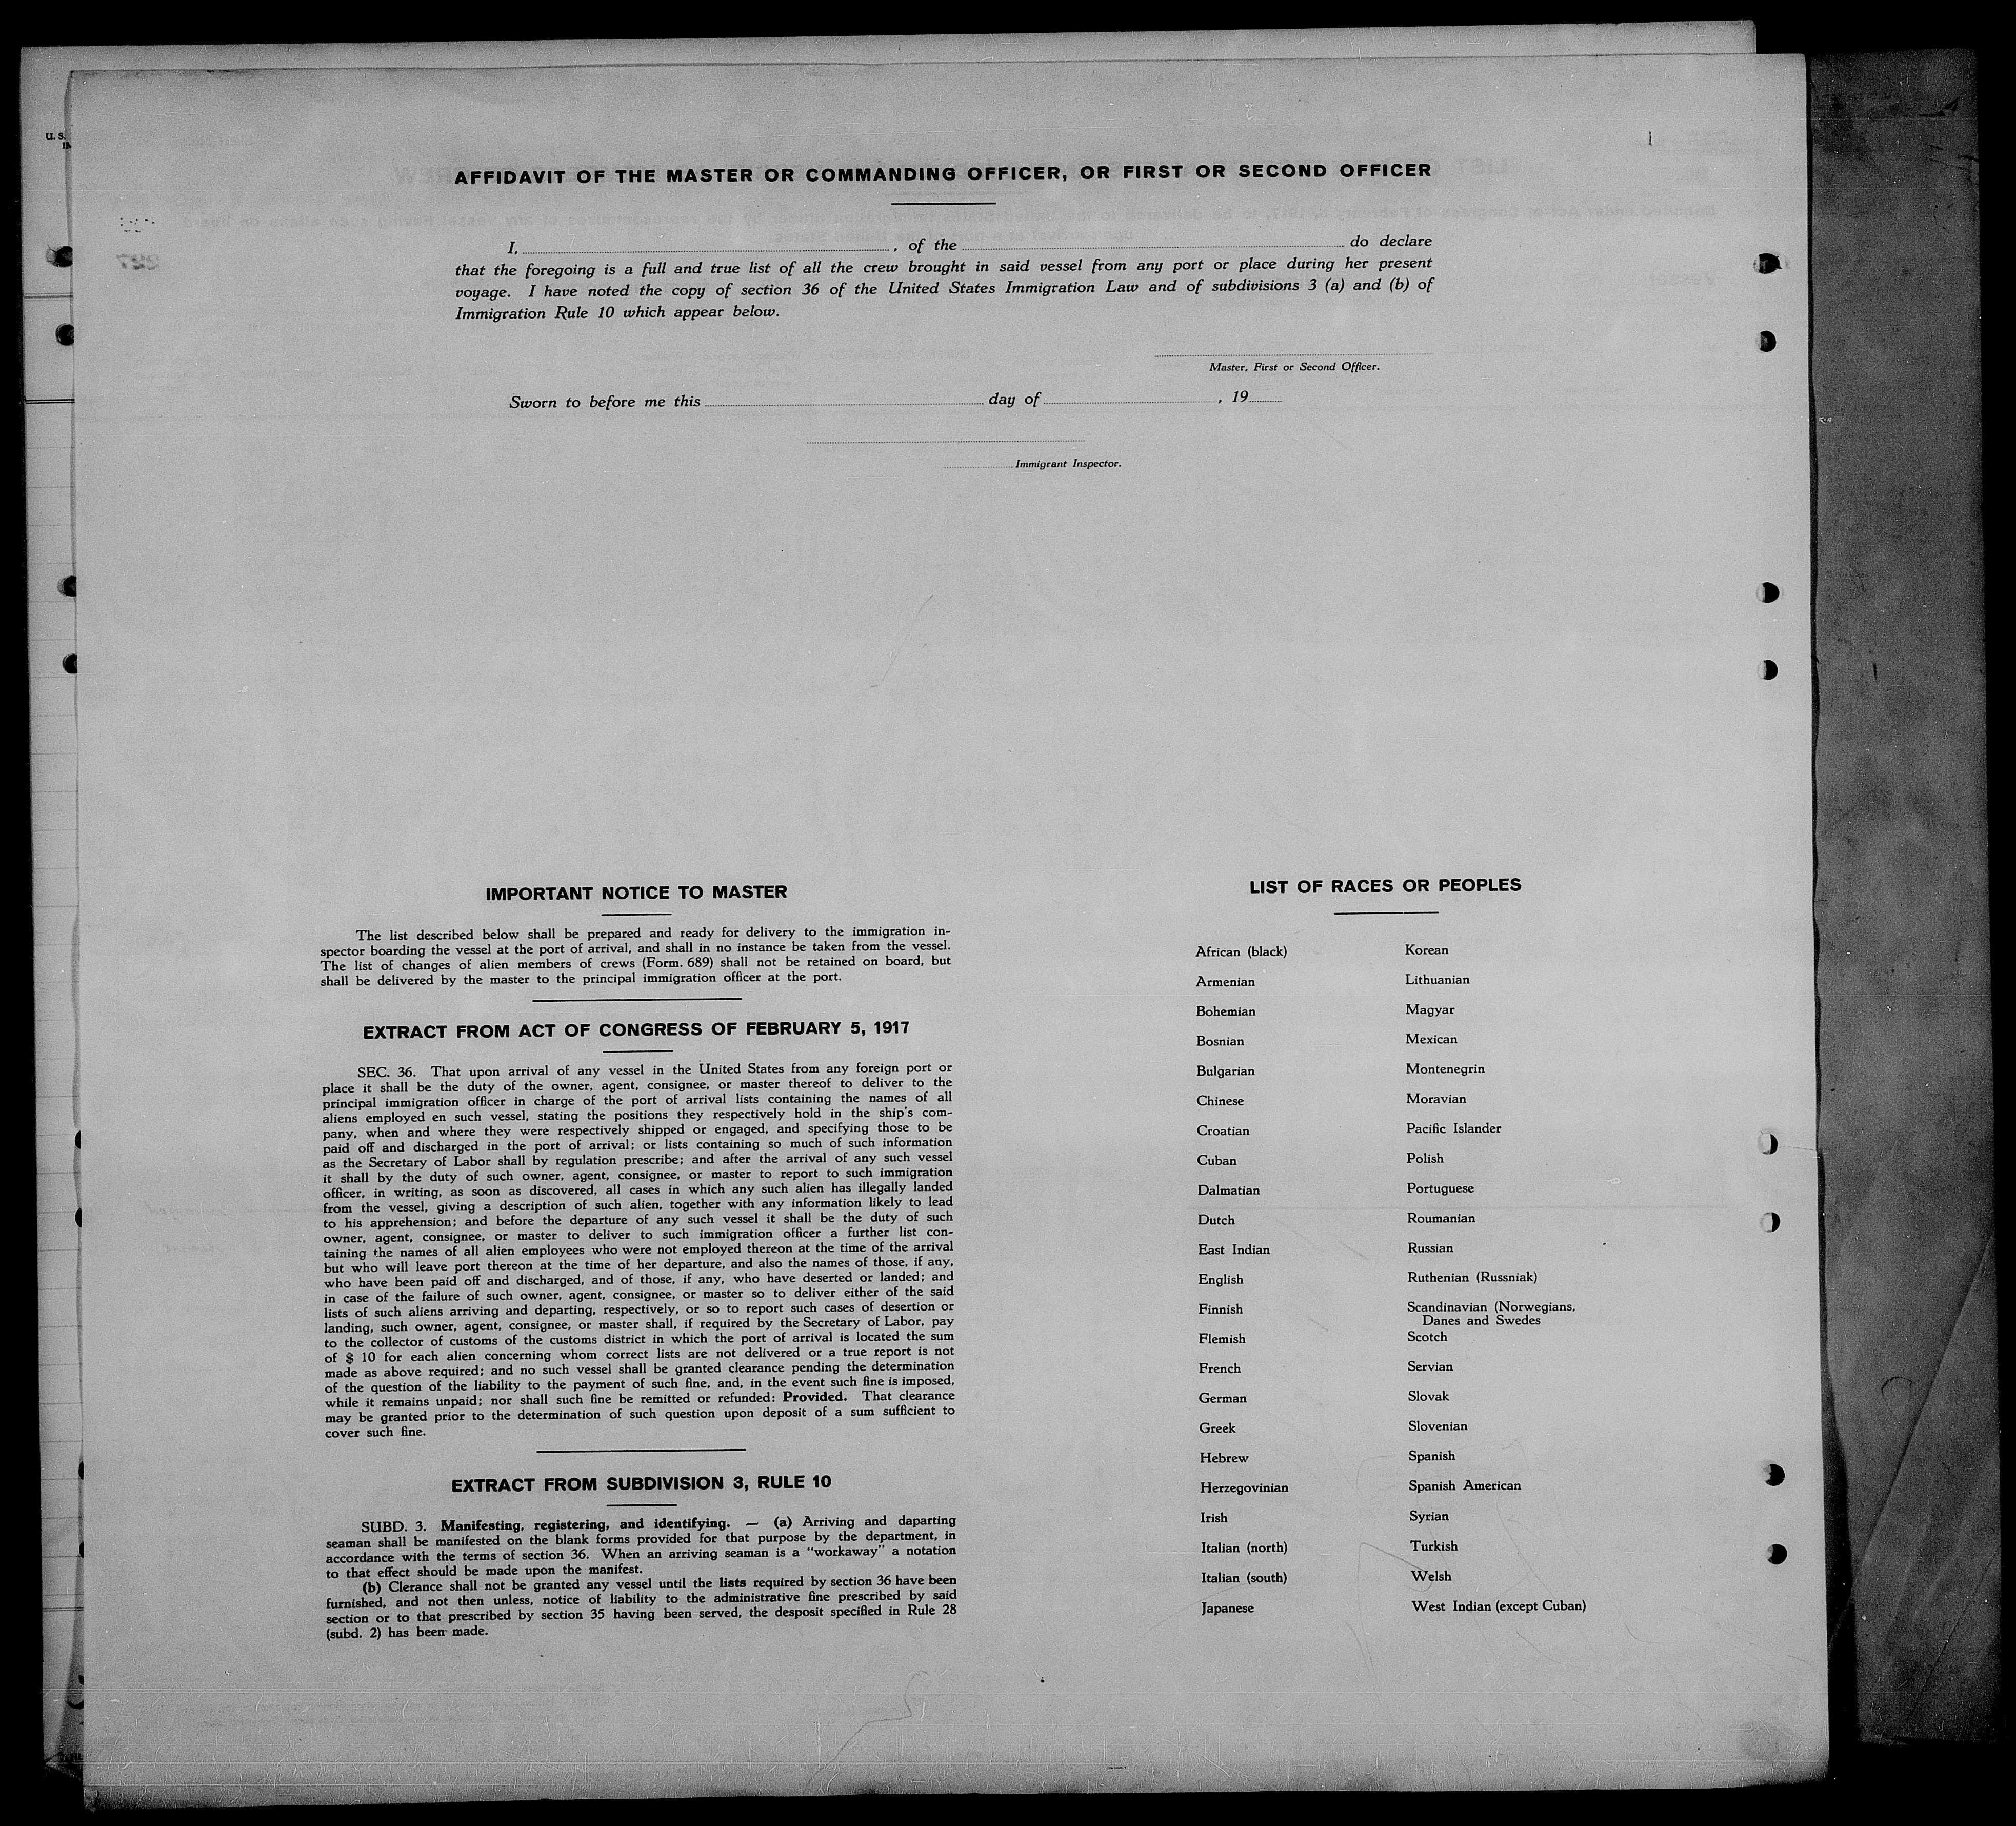 U. S.
AFFIDAVIT OF THE MASTER OR COMMANDING OFFICER, OR FIRST OR SECOND OFFICER
I, , of the do declare
that the foregoing is a full and true list of all the crew brought in said vessel from any port or place during her present
voyage. I have noted the copy of section 36 of the United States Immigration Law and of subdivisions 3 (a) and (b) of
Immigration Rule 10 which appear below.
Master, First or Second Officer.
Sworn to before me this day of , 19
Immigrant Inspector.
IMPORTANT NOTICE TO MASTER
The list described below shall be prepared and ready for delivery to the immigration in-
spector boarding the vessel at the port of arrival, and shall in no instance be taken from the vessel.
The list of changes of alien members of crews (Form. 689) shall not be retained on board, but
shall be delivered by the master to the principal immigration officer at the port.
EXTRACT FROM ACT OF CONGRESS OF FEBRUARY 5, 1917
SEC. 36. That upon arrival of any vessel in the United States from any foreign port or
place it shall be the duty of the owner, agent, consignee, or master thereof to deliver to the
principal immigration officer in charge of the port of arrival lists containing the names of all
aliens employed en such vessel, stating the positions they respectively hold in the ship's com-
pany, when and where they were respectively shipped or engaged, and specifying those to be
paid off and discharged in the port of arrival; or lists containing so much of such information
as the Secretary of Labor shall by regulation prescribe; and after the arrival of any such vessel
it shall by the duty of such owner, agent, consignee, or master to report to such immigration
officer, in writing, as soon as discovered, all cases in which any such alien has illegally landed
from the vessel, giving a description of such alien, together with any information likely to lead
to his apprehension; and before the departure of any such vessel it shall be the duty of such
owner, agent, consignee, or master to deliver to such immigration officer a further list con-
taining the names of all alien employees who were not employed thereon at the time of the arrival
but who will leave port thereon at the time of her departure, and also the names of those, if any,
who have been paid off and discharged, and of those, if any, who have deserted or landed; and
in case of the failure of such owner, agent, consignee, or master so to deliver either of the said
lists of such aliens arriving and departing, respectively, or so to report such cases of desertion or
landing, such owner, agent, consignee, or master shall, if required by the Secretary of Labor, pay
to the collector of customs of the customs district in which the port of arrival is located the sum
of $ 10 for each alien concerning whom correct lists are not delivered or a true report is not
made as above required; and no such vessel shall be granted clearance pending the determination
of the question of the liability to the payment of such fine, and, in the event such fine is imposed,
while it remains unpaid; nor shall such fine be remitted or refunded: Provided. That clearance
may be granted prior to the determination of such question upon deposit of a sum sufficient to
cover such fine.
EXTRACT FROM SUBDIVISION 3, RULE 10
SUBD. 3. Manifesting, registering, and identifying. — (a) Arriving and daparting
seaman shall be manifested on the blank forms provided for that purpose by the department, in
accordance with the terms of section 36. When an arriving seaman is a "workaway" a notation
to that effect should be made upon the manifest.
(b) Clerance shall not be granted any vessel until the lists required by section 36 have been
furnished, and not then unless, notice of liability to the administrative fine prescribed by said
section or to that prescribed by section 35 having been served, the desposit specified in Rule 28
(subd. 2) has been made.
LIST OF RACES OR PEOPLES
African (black)
Armenian
Bohemian
Bosnian
Bulgarian
Chinese
Croatian
Cuban
Dalmatian
Dutch
East Indian
English
Finnish
Flemish
French
German
Greek
Hebrew
Herzegovinian
Irish
Italian (north)
Italian (south)
Japanese
Korean
Lithuanian
Magyar
Mexican
Montenegrin
Moravian
Pacific Islander
Polish
Portuguese
Roumanian
Russian
Ruthenian (Russniak)
Scandinavian (Norwegians,
Danes and Swedes
Scotch
Servian
Slovak
Slovenian
Spanish
Spanish American
Syrian
Turkish
Welsh
West Indian (except Cuban)